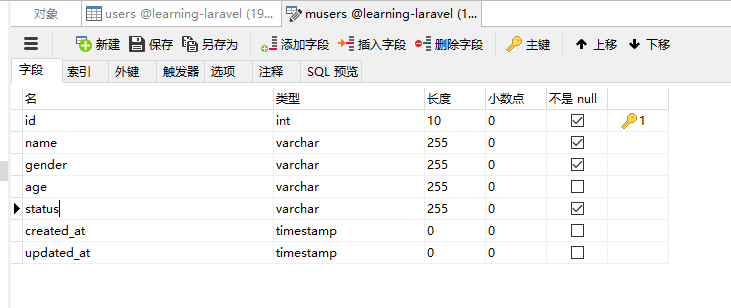 对象 users @learning-laravel (19... musers @learning-laravel (1...
新建 保存 另存为 添加字段 插入字段 删除字段 主键 上移 下移
字段 索引 外键 触发器 选项 注释 SQL 预览
名 类型 长度 小数点 不是 null
id int 10 0 1
name varchar 255 0
gender varchar 255 0
age varchar 255 0
status varchar 255 0
created_at timestamp 0 0
updated_at timestamp 0 0